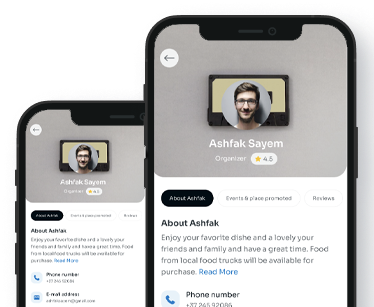 Ashfak Sayem
Organizer ★ 4.5
About Ashfak
Events & place promoted
Reviews
About Ashfak
Enjoy your favorite dishe and a lovely your
friends and family and have a great time. Food
from local food trucks will be available for
purchase. Read More
Phone number
+37 245 92086
E-mail address
Ashfak Sayem
Organizer ★ 4.5
About Ashfak
Events & place promoted
Reviews
About Ashfak
Enjoy your favorite dishe and a lovely your
friends and family and have a great time. Food
from local food trucks will be available for
purchase. Read More
Phone number
+37 245 92086